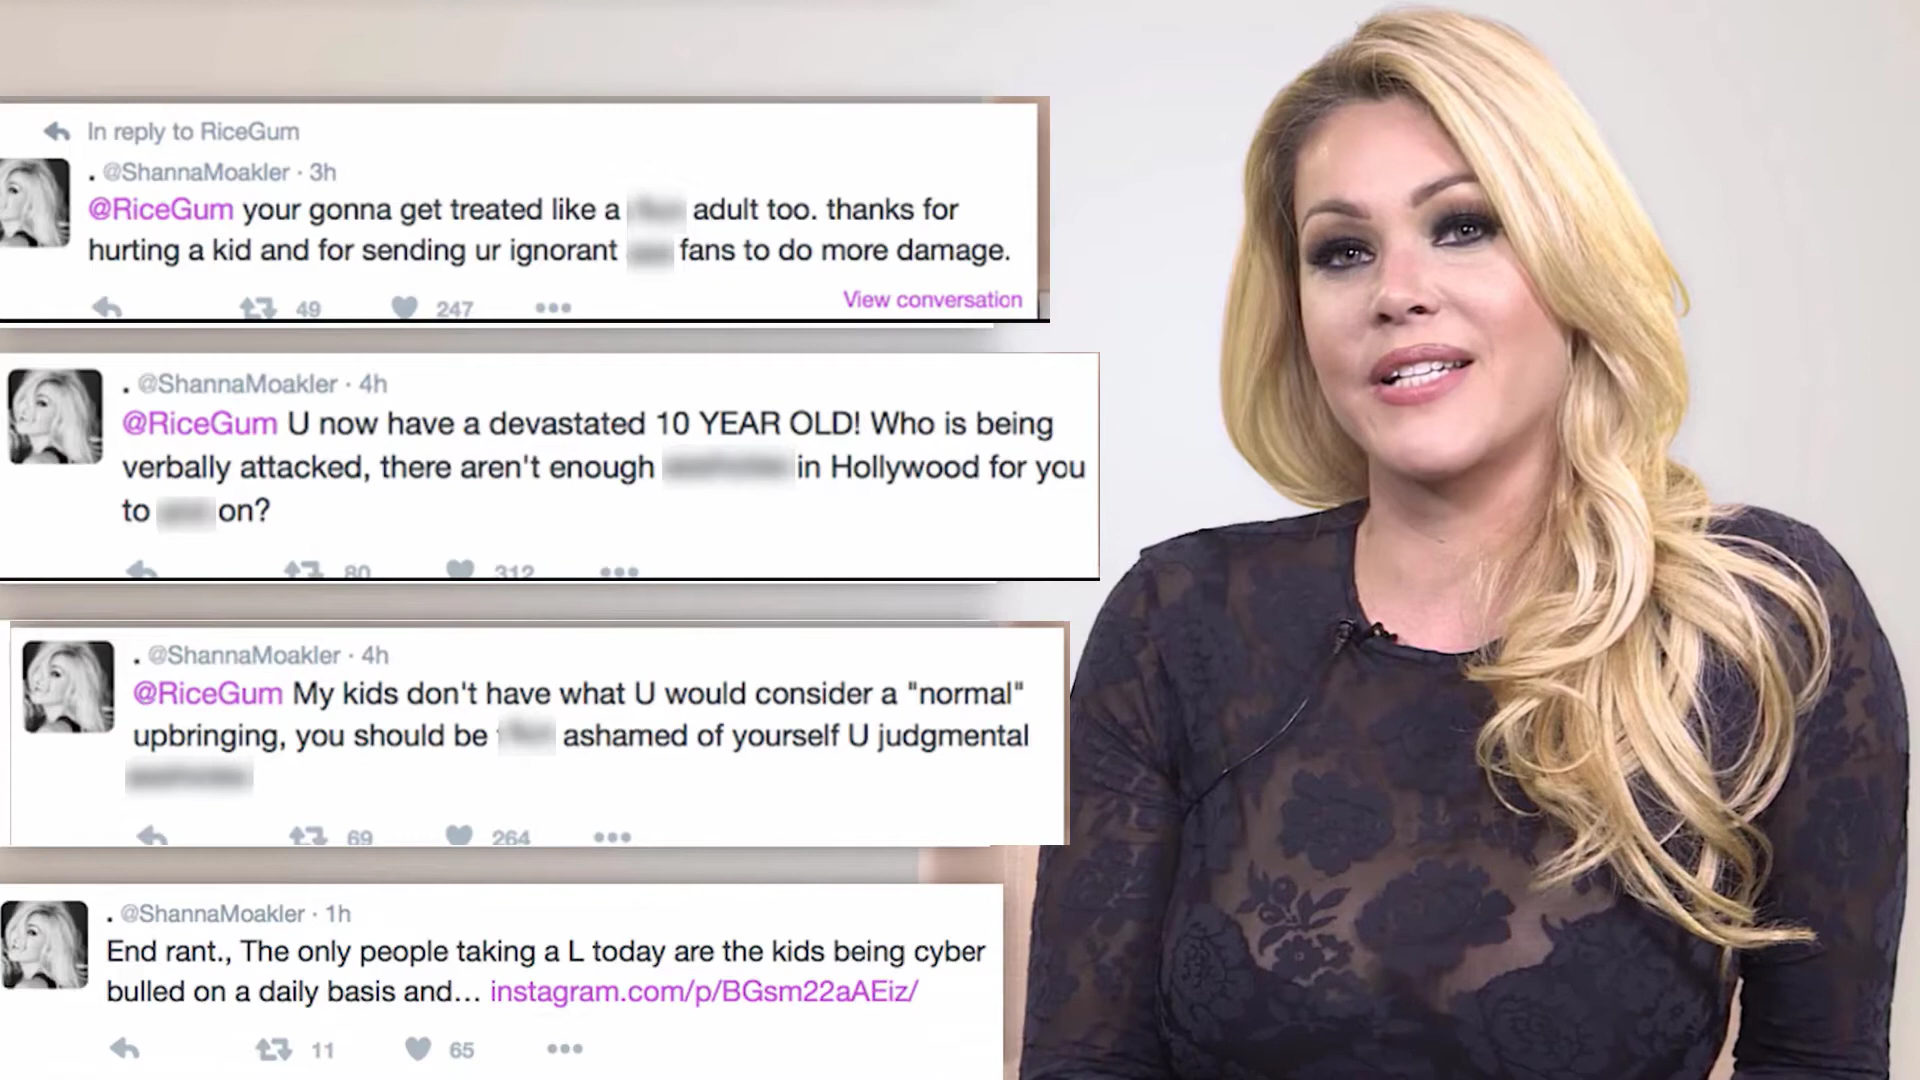 In reply to RiceGum
. @ShannaMoakler · 3h
@RiceGum your gonna get treated like a adult too. thanks for
hurting a kid and for sending ur ignorant fans to do more damage.
49 247 View conversation
. @ShannaMoakler · 4h
@RiceGum U now have a devastated 10 YEAR OLD! Who is being
verbally attacked, there aren't enough in Hollywood for you
to on?
80 312
. @ShannaMoakler · 4h
@RiceGum My kids don't have what U would consider a "normal"
upbringing, you should be ashamed of yourself U judgmental
69 264
. @ShannaMoakler · 1h
End rant., The only people taking a L today are the kids being cyber
bulled on a daily basis and... instagram.com/p/BGsm22aAEiz/
11 65